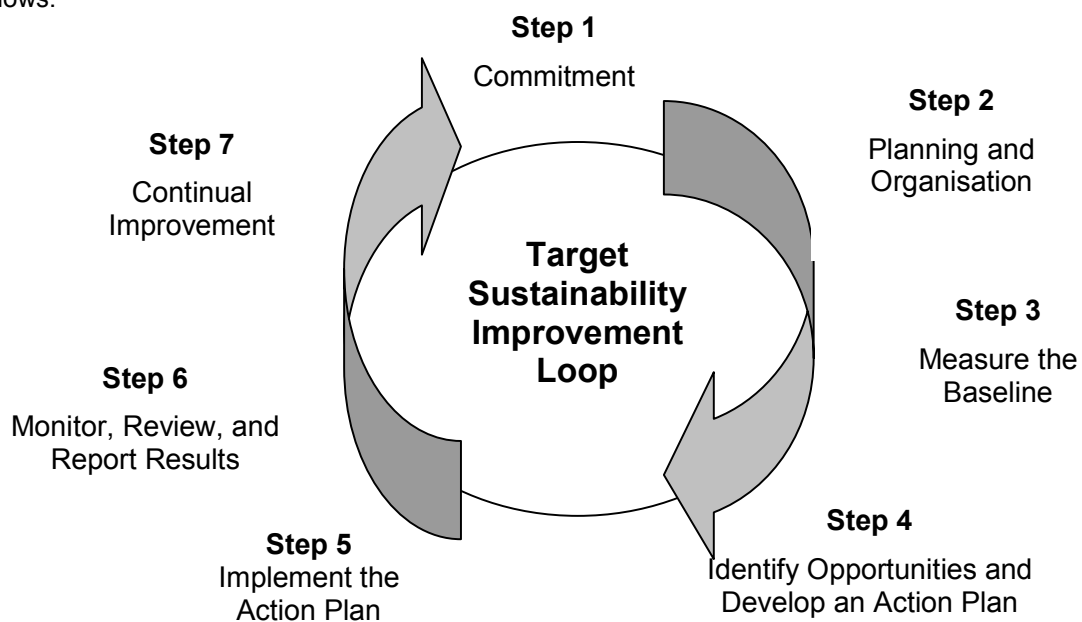 Step 1
Commitment
Step 2
Planning and
Organisation
Step 3
Measure the
Baseline
Step 4
Identify Opportunities and
Develop an Action Plan
Step 5
Implement the
Action Plan
Step 6
Monitor, Review, and
Report Results
Step 7
Continual
Improvement
Target
Sustainability
Improvement
Loop